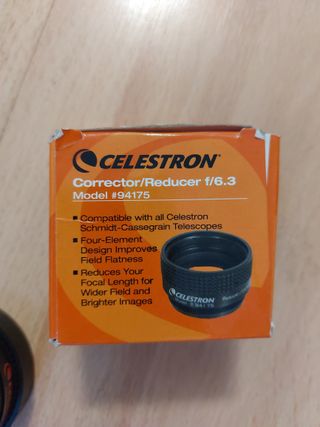 CELESTRON
Corrector/Reducer f/6.3
Model #94175
Compatible with all Celestron
Schmidt-Cassegrain Telescopes
Four-Element
Design Improves
Field Flatness
Reduces Your
Focal Length for
Wider Field and
Brighter Images
CELESTRON
#94175